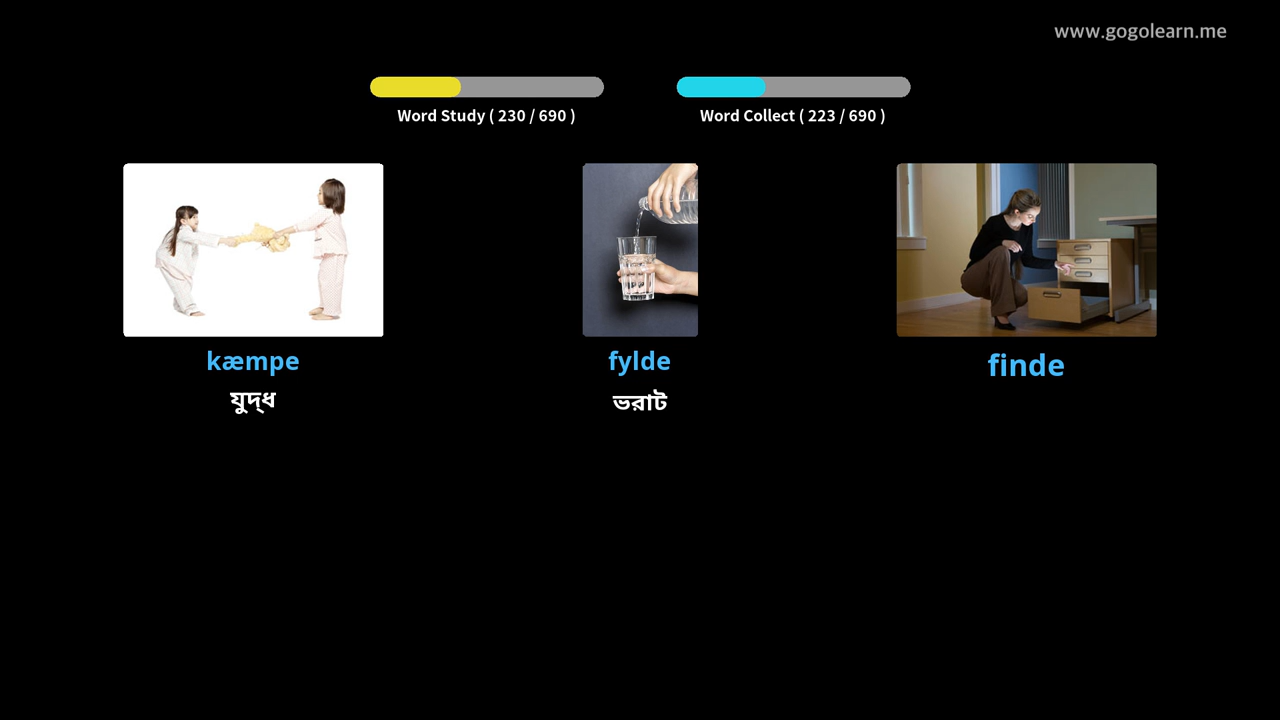 www.gogolearn.me
Word Study ( 230 / 690 )
Word Collect ( 223 / 690 )
kæmpe
fylde
finde
যুদ্ধ
ভরাট